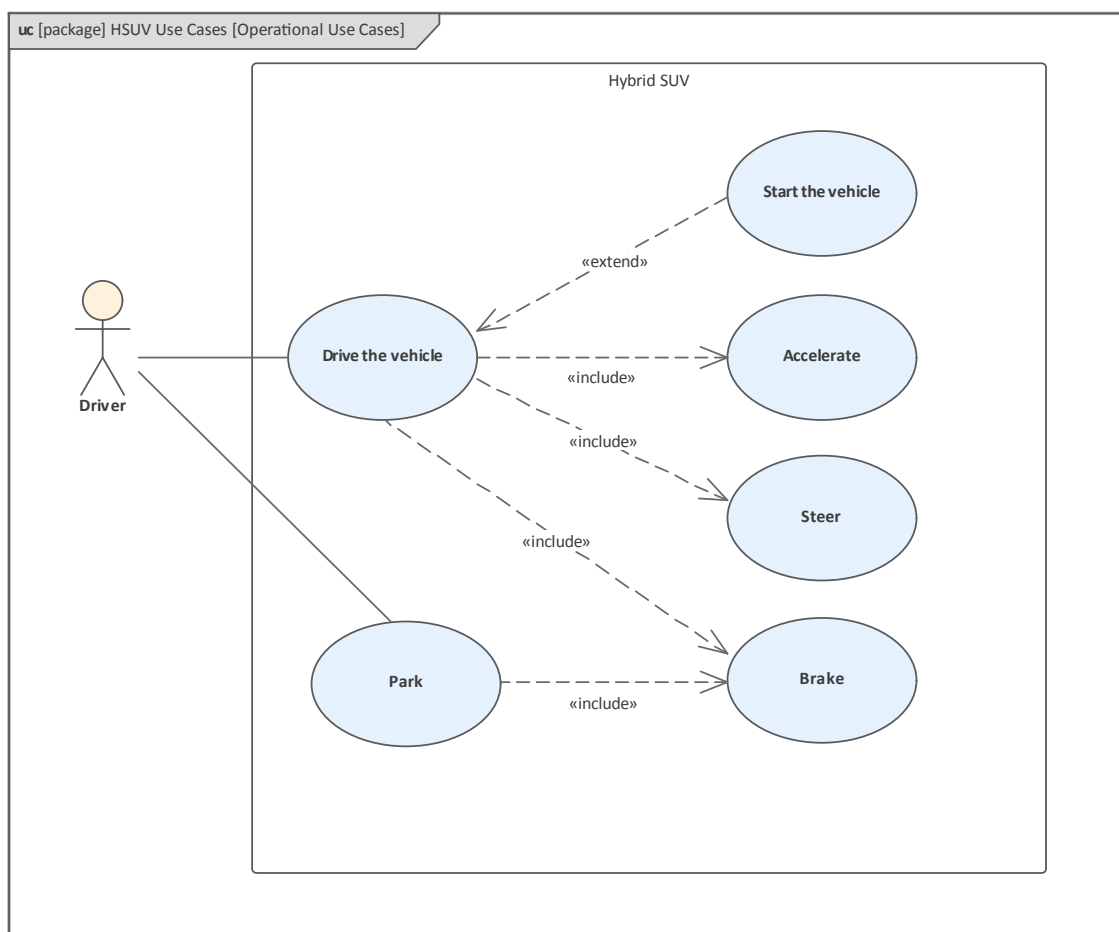 uc [package] HSUV Use Cases [Operational Use Cases]
Hybrid SUV
Start the vehicle
«extend»
Drive the vehicle
Accelerate
«include»
Driver
«include»
Steer
«include»
Park
Brake
«include»